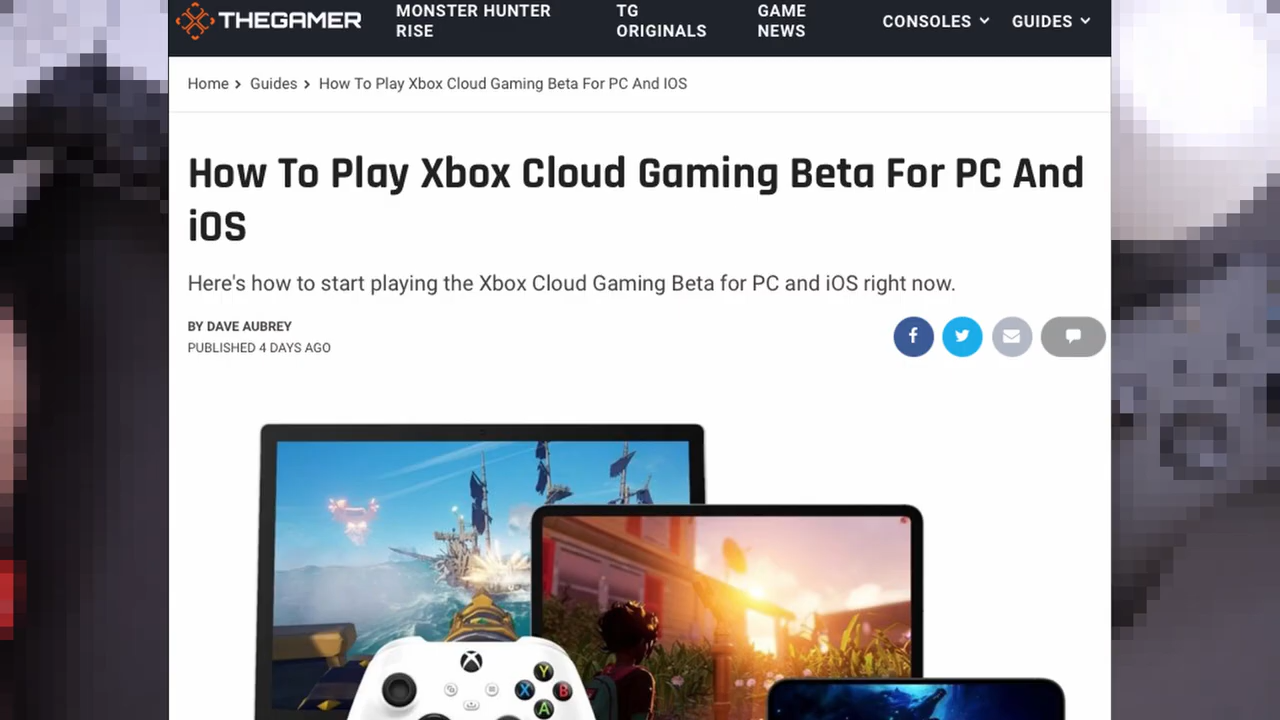 THEGAMER
MONSTER HUNTER
RISE
TG
ORIGINALS
GAME
NEWS
CONSOLES
GUIDES
Home > Guides > How To Play Xbox Cloud Gaming Beta For PC And IOS
How To Play Xbox Cloud Gaming Beta For PC And
iOS
Here's how to start playing the Xbox Cloud Gaming Beta for PC and iOS right now.
BY DAVE AUBREY
PUBLISHED 4 DAYS AGO
f
Y
X
B
A